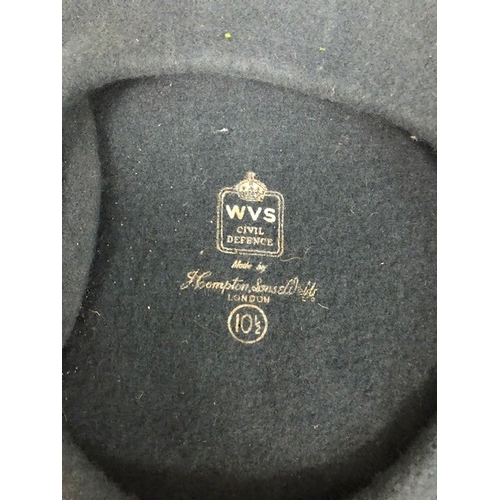 WVS
CIVIL
DEFENCE
Made by
J. Compton, Sons & Webb
LTD
LONDON
10½